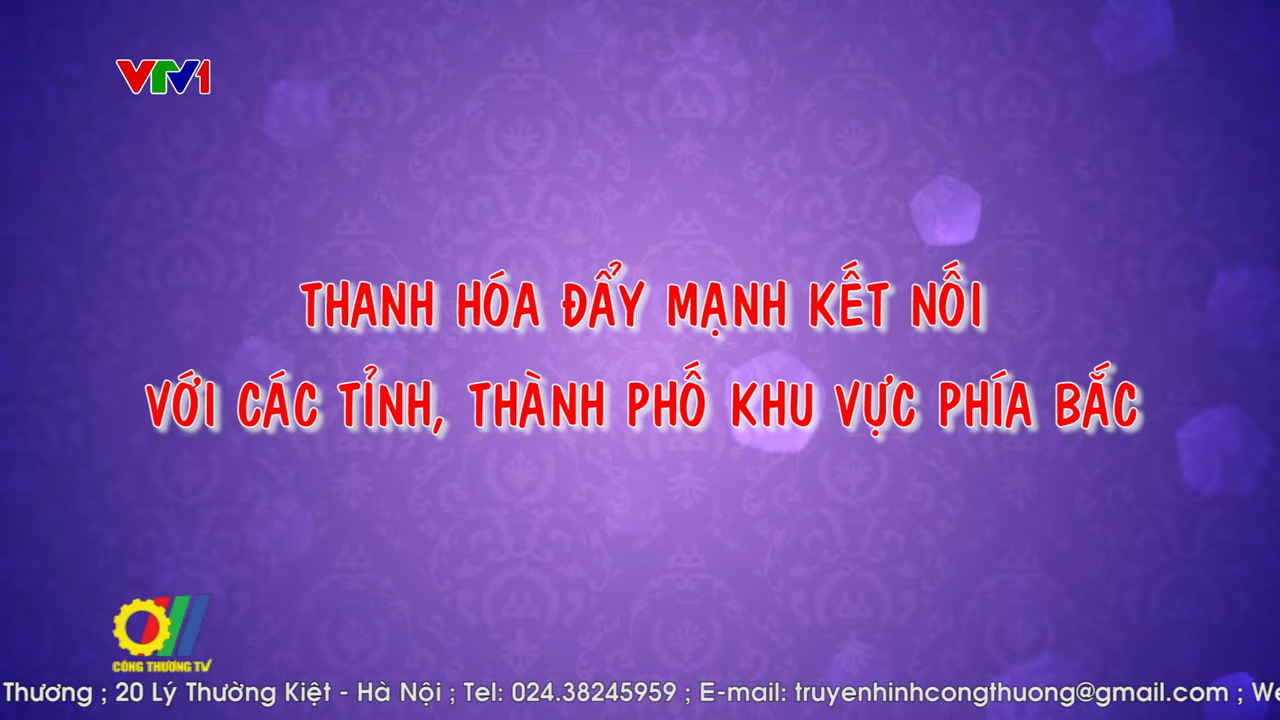 VTV1
THANH HÓA ĐẨY MẠNH KẾT NỐI
VỚI CÁC TỈNH, THÀNH PHỐ KHU VỰC PHÍA BẮC
CÔNG THƯƠNG TV
Thương ; 20 Lý Thường Kiệt - Hà Nội ; Tel: 024.38245959 ; E-mail: truyenhinhcongthuong@gmail.com ; We